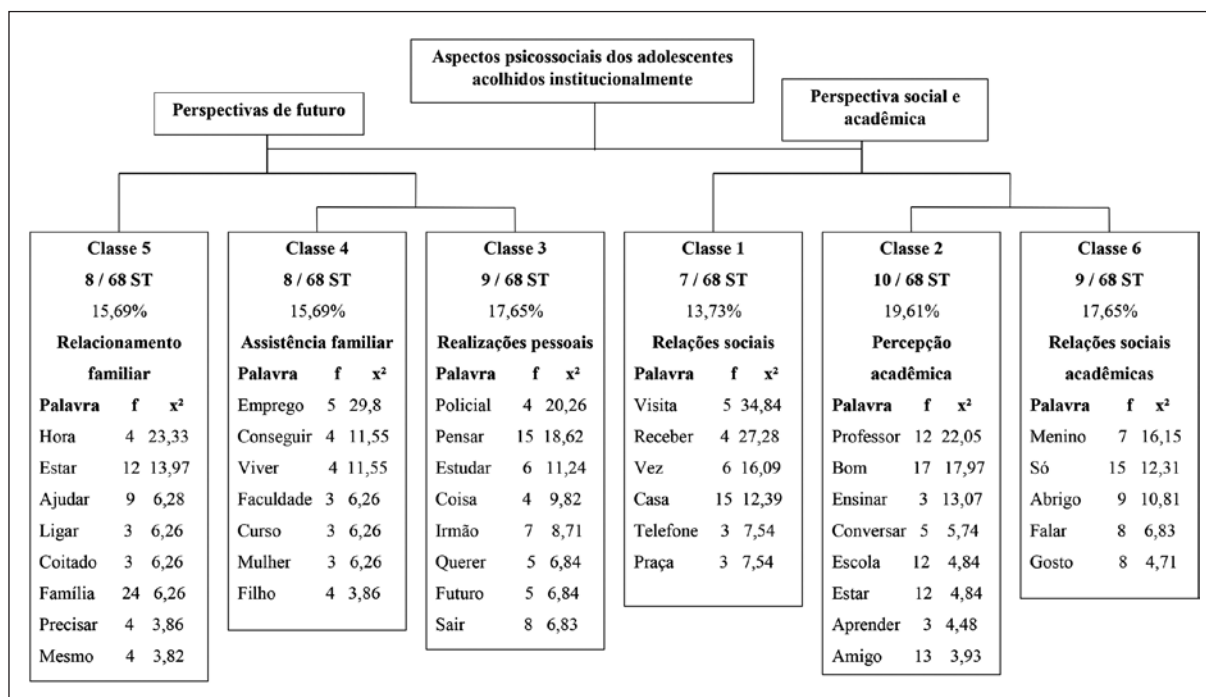 Aspectos psicossociais dos adolescentes
acolhidos institucionalmente
Perspectivas de futuro
Perspectiva social e
acadêmica
Classe 5
8 / 68 ST
15,69%
Relacionamento
familiar
Palavra f x²
Hora 4 23,33
Estar 12 13,97
Ajudar 9 6,28
Ligar 3 6,26
Coitado 3 6,26
Família 24 6,26
Precisar 4 3,86
Mesmo 4 3,82
Classe 4
8 / 68 ST
15,69%
Assistência familiar
Palavra f x²
Emprego 5 29,8
Conseguir 4 11,55
Viver 4 11,55
Faculdade 3 6,26
Curso 3 6,26
Mulher 3 6,26
Filho 4 3,86
Classe 3
9 / 68 ST
17,65%
Realizações pessoais
Palavra f x²
Policial 4 20,26
Pensar 15 18,62
Estudar 6 11,24
Coisa 4 9,82
Irmão 7 8,71
Querer 5 6,84
Futuro 5 6,84
Sair 8 6,83
Classe 1
7 / 68 ST
13,73%
Relações sociais
Palavra f x²
Visita 5 34,84
Receber 4 27,28
Vez 6 16,09
Casa 15 12,39
Telefone 3 7,54
Praça 3 7,54
Classe 2
10 / 68 ST
19,61%
Percepção
acadêmica
Palavra f x²
Professor 12 22,05
Bom 17 17,97
Ensinar 3 13,07
Conversar 5 5,74
Escola 12 4,84
Estar 12 4,84
Aprender 3 4,48
Amigo 13 3,93
Classe 6
9 / 68 ST
17,65%
Relações sociais
acadêmicas
Palavra f x²
Menino 7 16,15
Só 15 12,31
Abrigo 9 10,81
Falar 8 6,83
Gosto 8 4,71